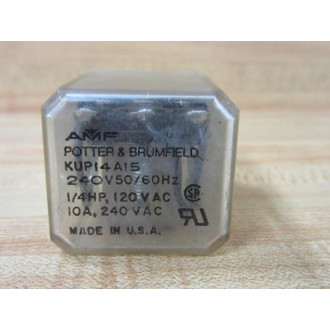 AMF
POTTER & BRUMFIELD
KUP14A15
240V50/60Hz
1/4HP, 120VAC
10A, 240VAC
MADE IN U.S.A.